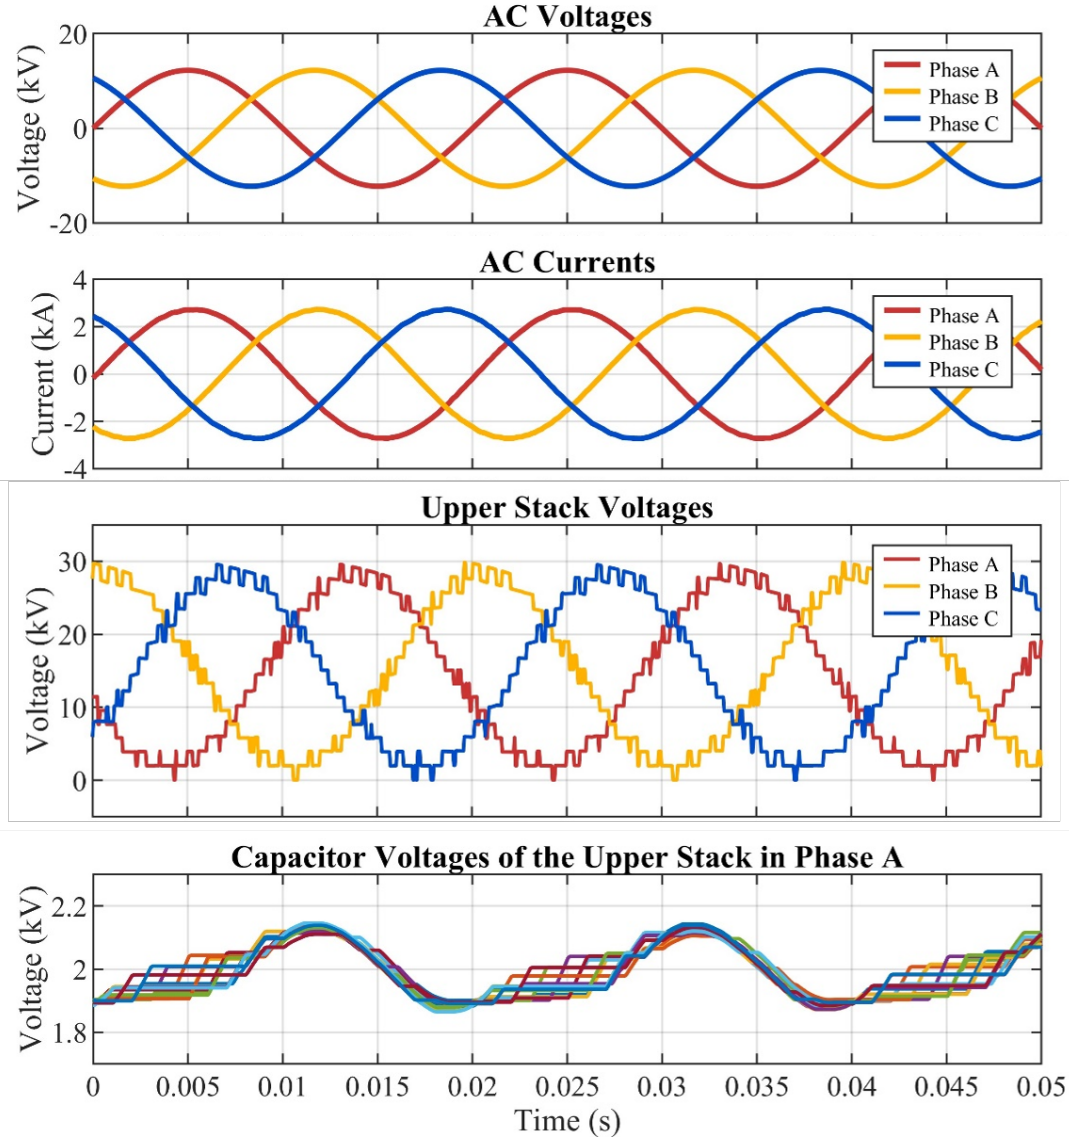 AC Voltages
Voltage (kV)
20
0
-20
Phase A
Phase B
Phase C
AC Currents
Current (kA)
4
2
0
-2
-4
Phase A
Phase B
Phase C
Upper Stack Voltages
Voltage (kV)
30
20
10
0
Phase A
Phase B
Phase C
Capacitor Voltages of the Upper Stack in Phase A
Voltage (kV)
2.2
2
1.8
0 0.005 0.01 0.015 0.02 0.025 0.03 0.035 0.04 0.045 0.05
Time (s)